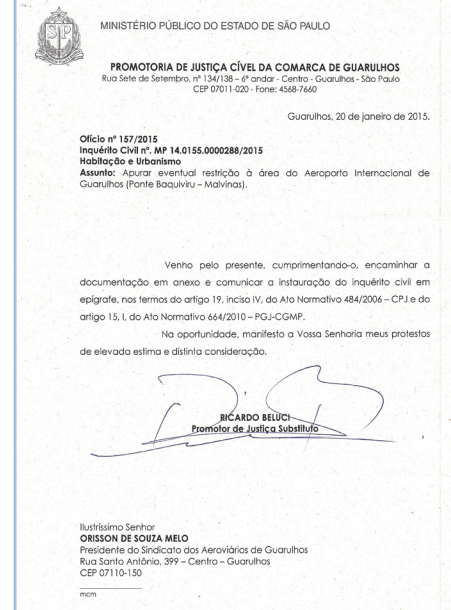 MINISTÉRIO PÚBLICO DO ESTADO DE SÃO PAULO
PROMOTORIA DE JUSTIÇA CÍVEL DA COMARCA DE GUARULHOS
Rua Sete de Setembro, nº 134/138 – 6º andar - Centro - Guarulhos - São Paulo
CEP 07011-020 - Fone: 4568-7660
Guarulhos, 20 de janeiro de 2015.
Ofício nº 157/2015
Inquérito Civil nº. MP 14.0155.0000288/2015
Habitação e Urbanismo
Assunto: Apurar eventual restrição à área do Aeroporto Internacional de
Guarulhos (Ponte Baquiviru – Malvinas).
Venho pelo presente, cumprimentando-o, encaminhar a
documentação em anexo e comunicar a instauração do inquérito civil em
epígrafe, nos termos do artigo 19, inciso IV, do Ato Normativo 484/2006 – CPJ e do
artigo 15, I, do Ato Normativo 664/2010 – PGJ-CGMP.
Na oportunidade, manifesto a Vossa Senhoria meus protestos
de elevada estima e distinta consideração.
RICARDO BELUCI
Promotor de Justiça Substituto
Ilustríssimo Senhor
ORISSON DE SOUZA MELO
Presidente do Sindicato dos Aeroviários de Guarulhos
Rua Santo Antônio, 399 – Centro – Guarulhos
CEP 07110-150
mcm